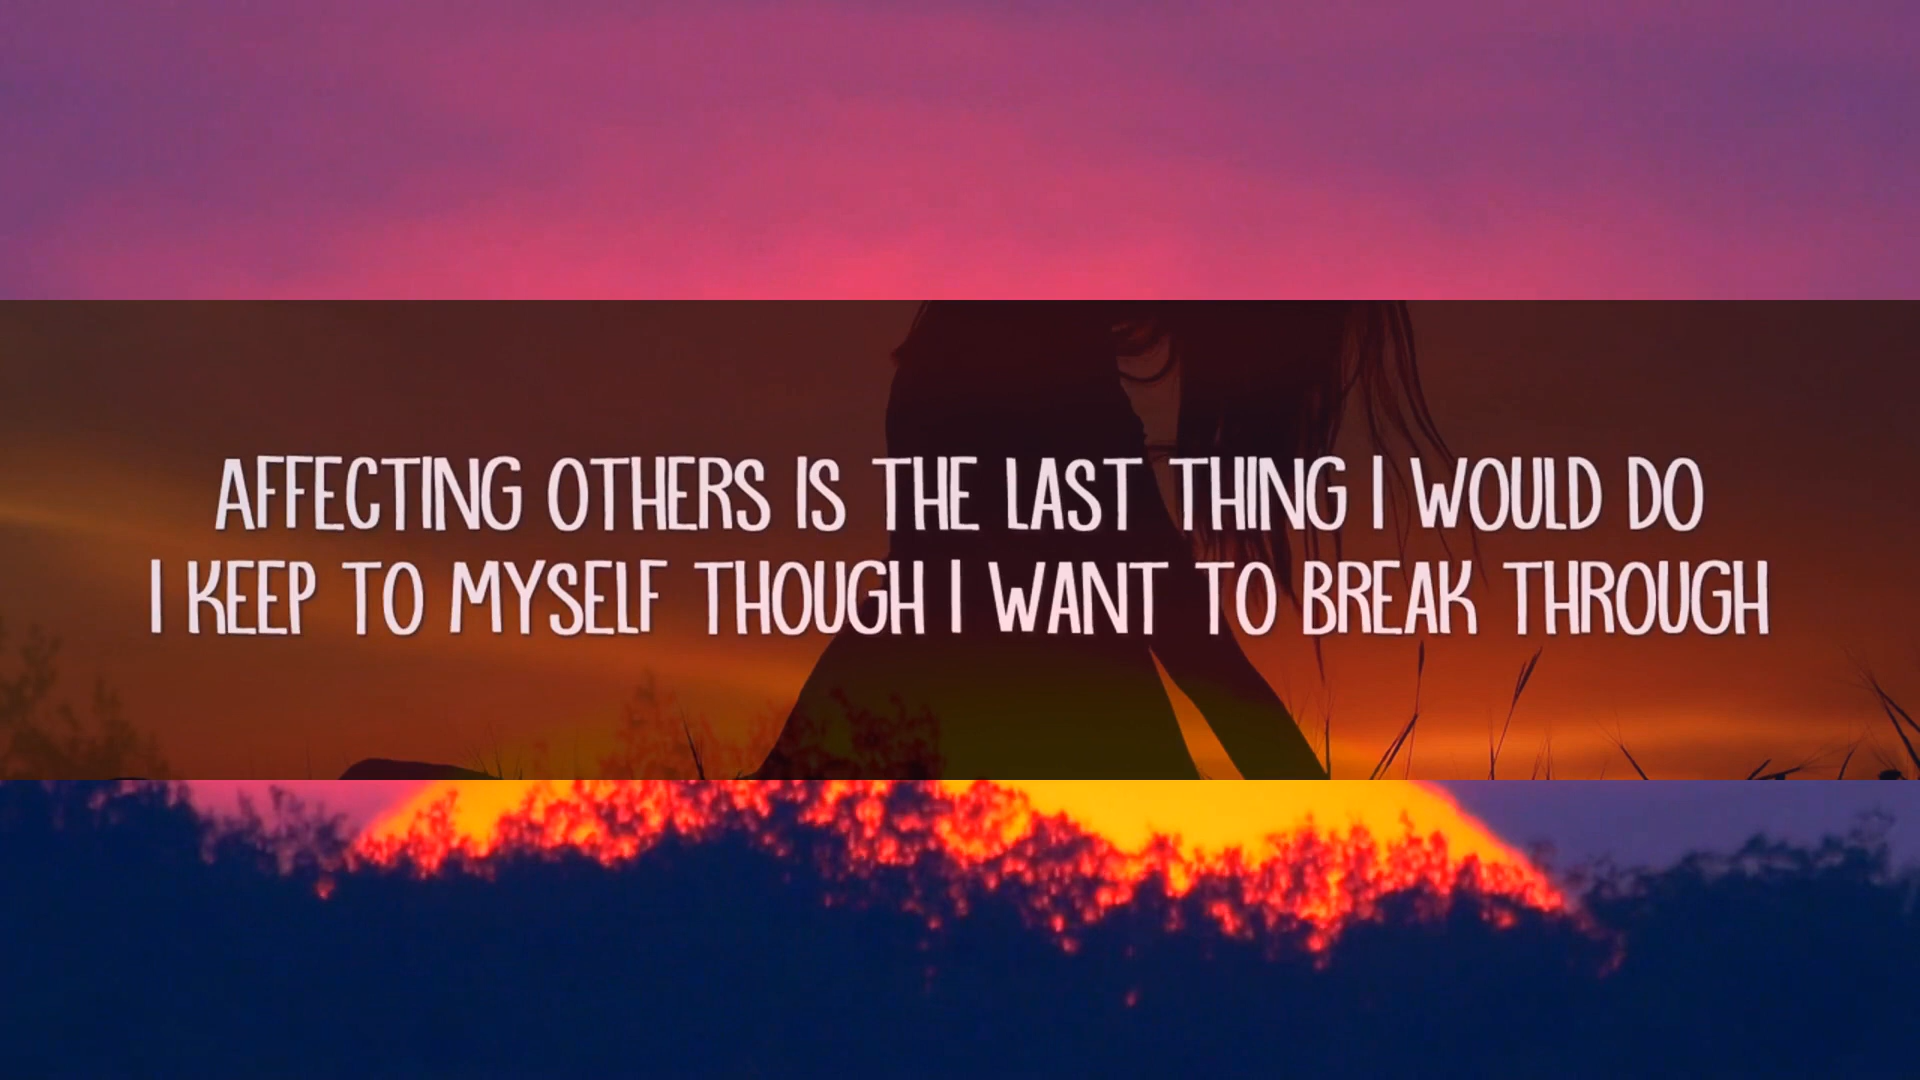 AFFECTING OTHERS IS THE LAST THING I WOULD DO
I KEEP TO MYSELF THOUGH I WANT TO BREAK THROUGH